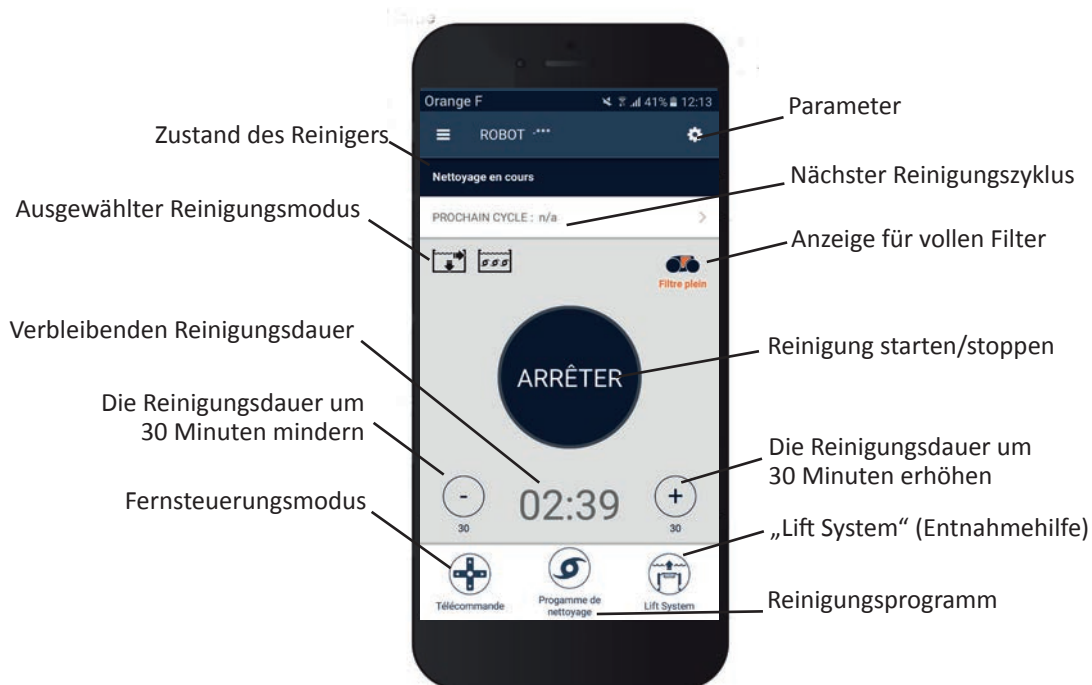 Orange F 41% 12:13
Parameter
ROBOT -***
Zustand des Reinigers
Nettoyage en cours
Nächster Reinigungszyklus
PROCHAIN CYCLE : n/a
Ausgewählter Reinigungsmodus
Anzeige für vollen Filter
Filtre plein
Verbleibenden Reinigungsdauer
Reinigung starten/stoppen
ARRÊTER
Die Reinigungsdauer um
30 Minuten mindern
Die Reinigungsdauer um
30 Minuten erhöhen
-
02:39
+
30
30
Fernsteuerungsmodus
„Lift System“ (Entnahmehilfe)
Télécommande
Progamme de
nettoyage
Lift System
Reinigungsprogramm